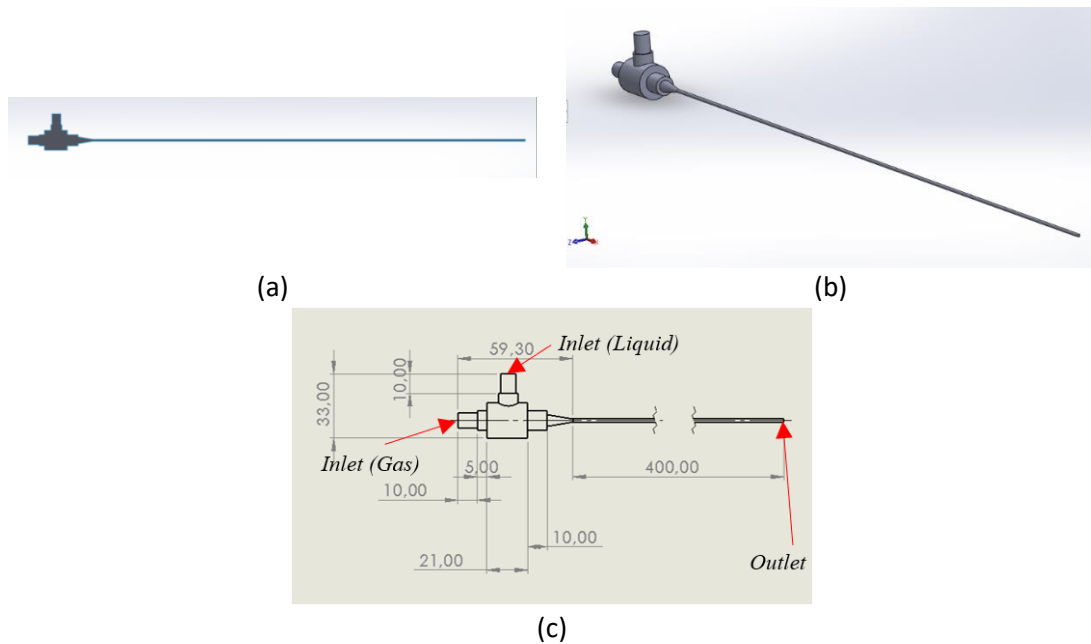 Y
Z
X
(a)
(b)
59,30
Inlet (Liquid)
10,00
33,00
Inlet (Gas)
5,00
400,00
10,00
10,00
21,00
Outlet
(c)